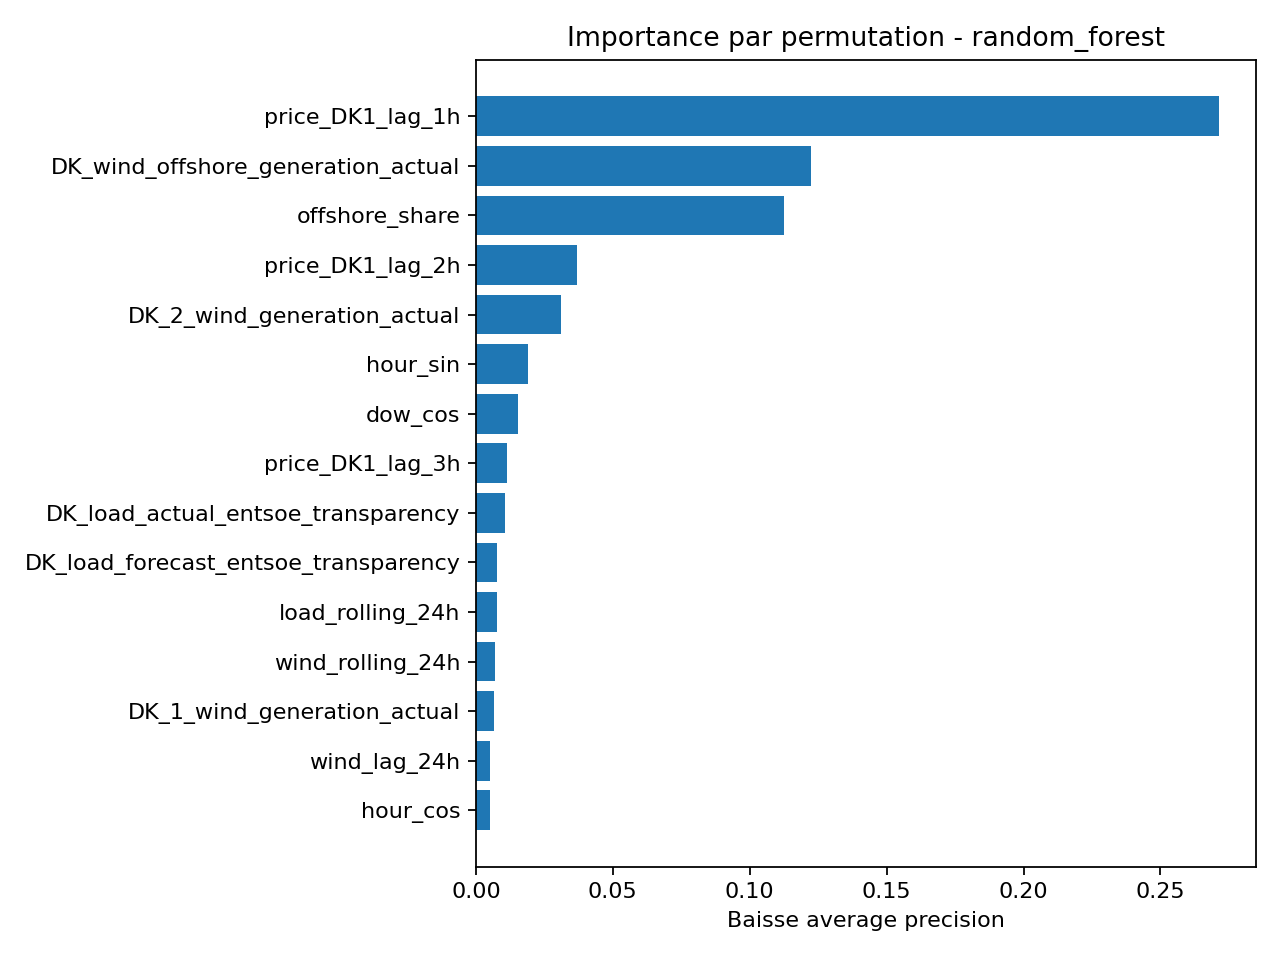 Importance par permutation - random_forest
price_DK1_lag_1h
DK_wind_offshore_generation_actual
offshore_share
price_DK1_lag_2h
DK_2_wind_generation_actual
hour_sin
dow_cos
price_DK1_lag_3h
DK_load_actual_entsoe_transparency
DK_load_forecast_entsoe_transparency
load_rolling_24h
wind_rolling_24h
DK_1_wind_generation_actual
wind_lag_24h
hour_cos
0.00 0.05 0.10 0.15 0.20 0.25
Baisse average precision